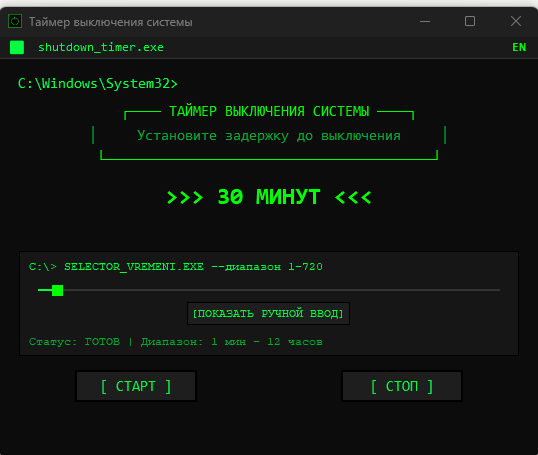 Таймер выключения системы
shutdown_timer.exe EN
C:\Windows\System32>
ТАЙМЕР ВЫКЛЮЧЕНИЯ СИСТЕМЫ
Установите задержку до выключения
>>> 30 МИНУТ <<<
C:\> SELECTOR_VREMENI.EXE --диапазон 1-720
[ПОКАЗАТЬ РУЧНОЙ ВВОД]
Статус: ГОТОВ | Диапазон: 1 мин - 12 часов
[ СТАРТ ] [ СТОП ]